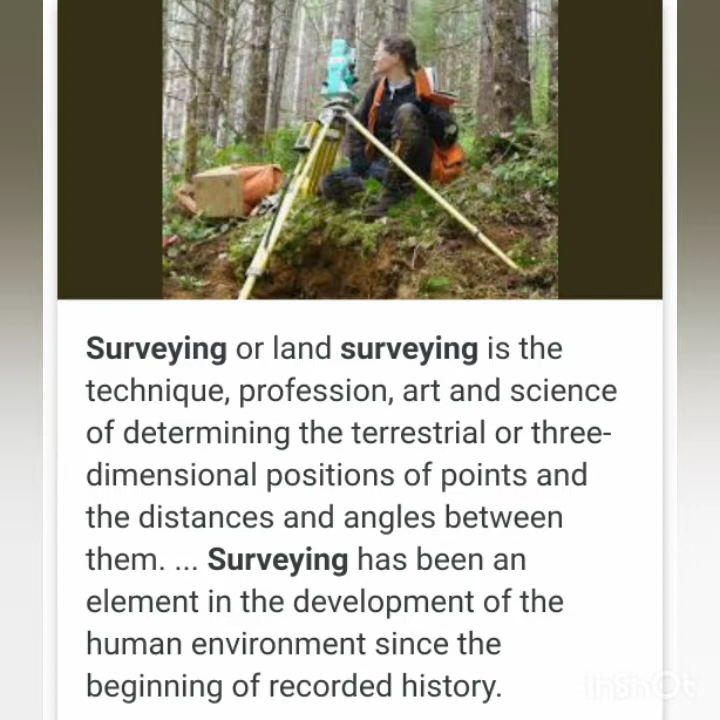 Surveying or land surveying is the
technique, profession, art and science
of determining the terrestrial or three-
dimensional positions of points and
the distances and angles between
them. ... Surveying has been an
element in the development of the
human environment since the
beginning of recorded history.
InShOt